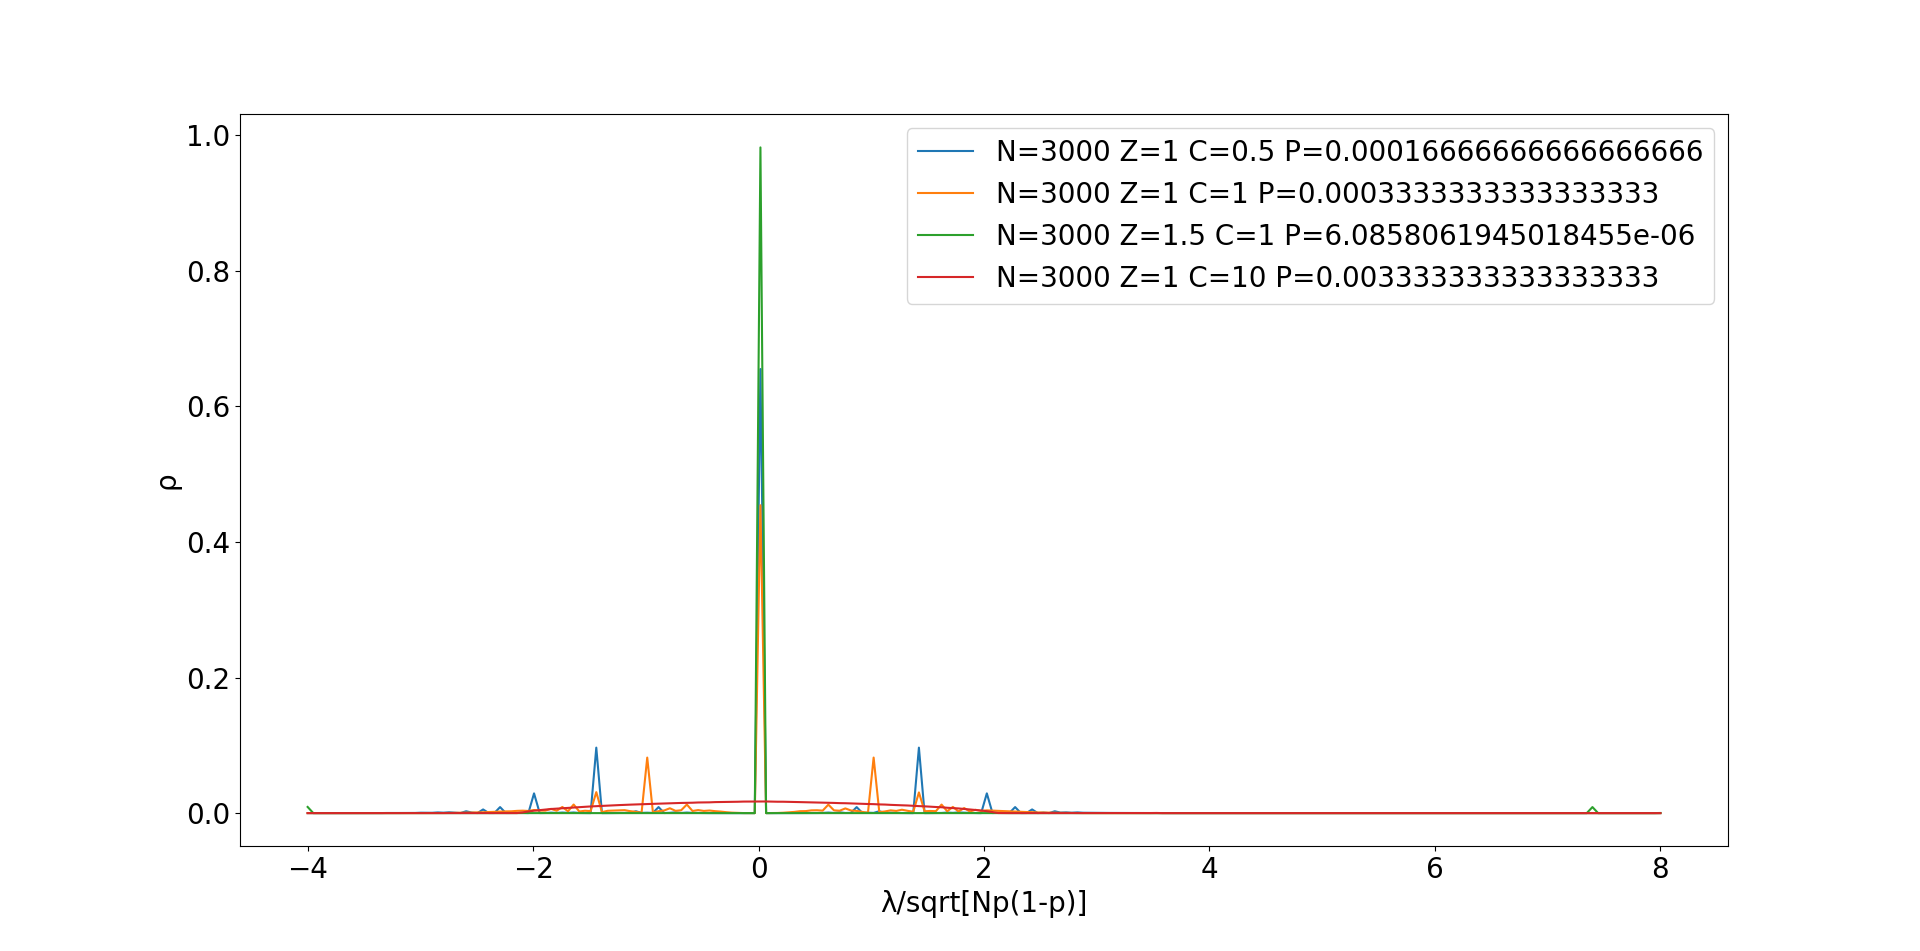 1.0
0.8
0.6
0.4
0.2
0.0
ρ
N=3000 Z=1 C=0.5 P=0.00016666666666666666
N=3000 Z=1 C=1 P=0.0003333333333333333
N=3000 Z=1.5 C=1 P=6.0858061945018455e-06
N=3000 Z=1 C=10 P=0.003333333333333333
−4 −2 0 2 4 6 8
λ/sqrt[Np(1-p)]